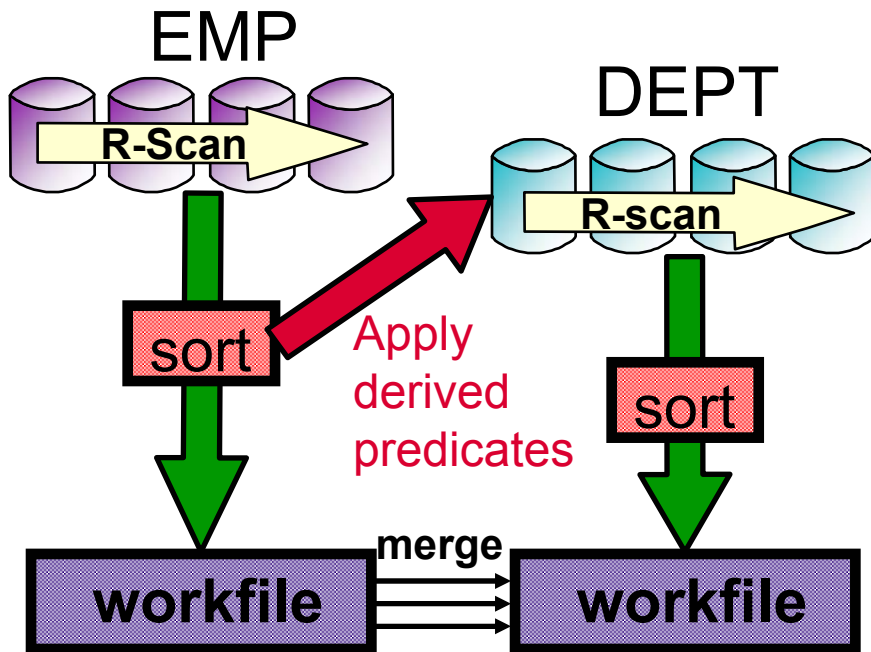 EMP
DEPT
R-Scan
R-scan
sort
Apply
derived
predicates
sort
merge
workfile
workfile